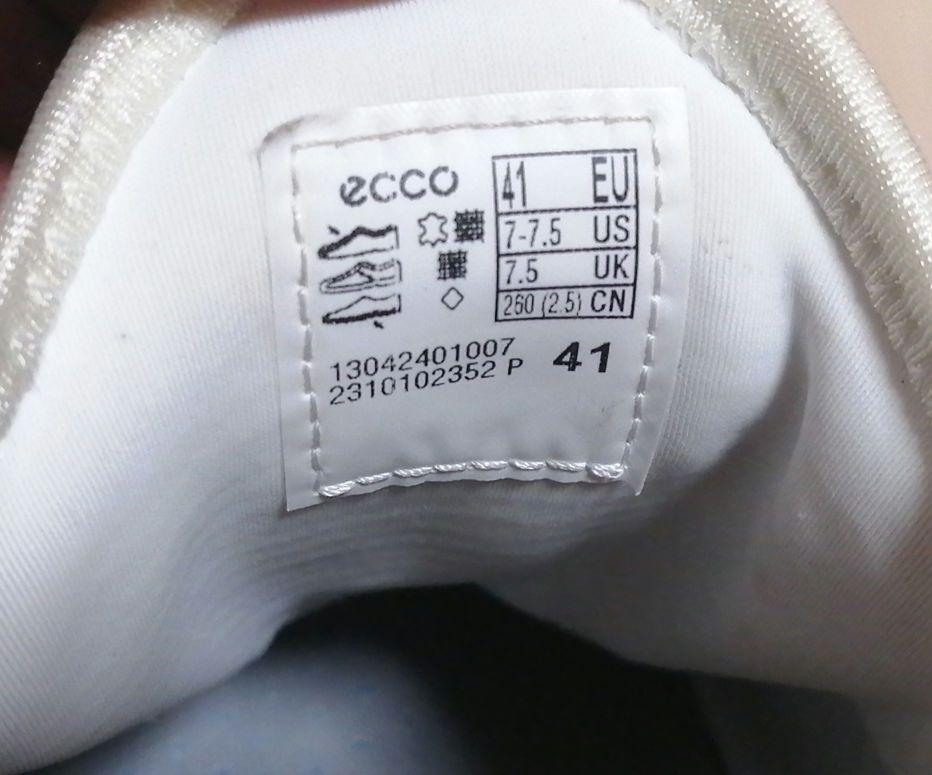 ecco
41 EU
7-7.5 US
7.5 UK
260 (2.5) CN
13042401007
2310102352 P
41